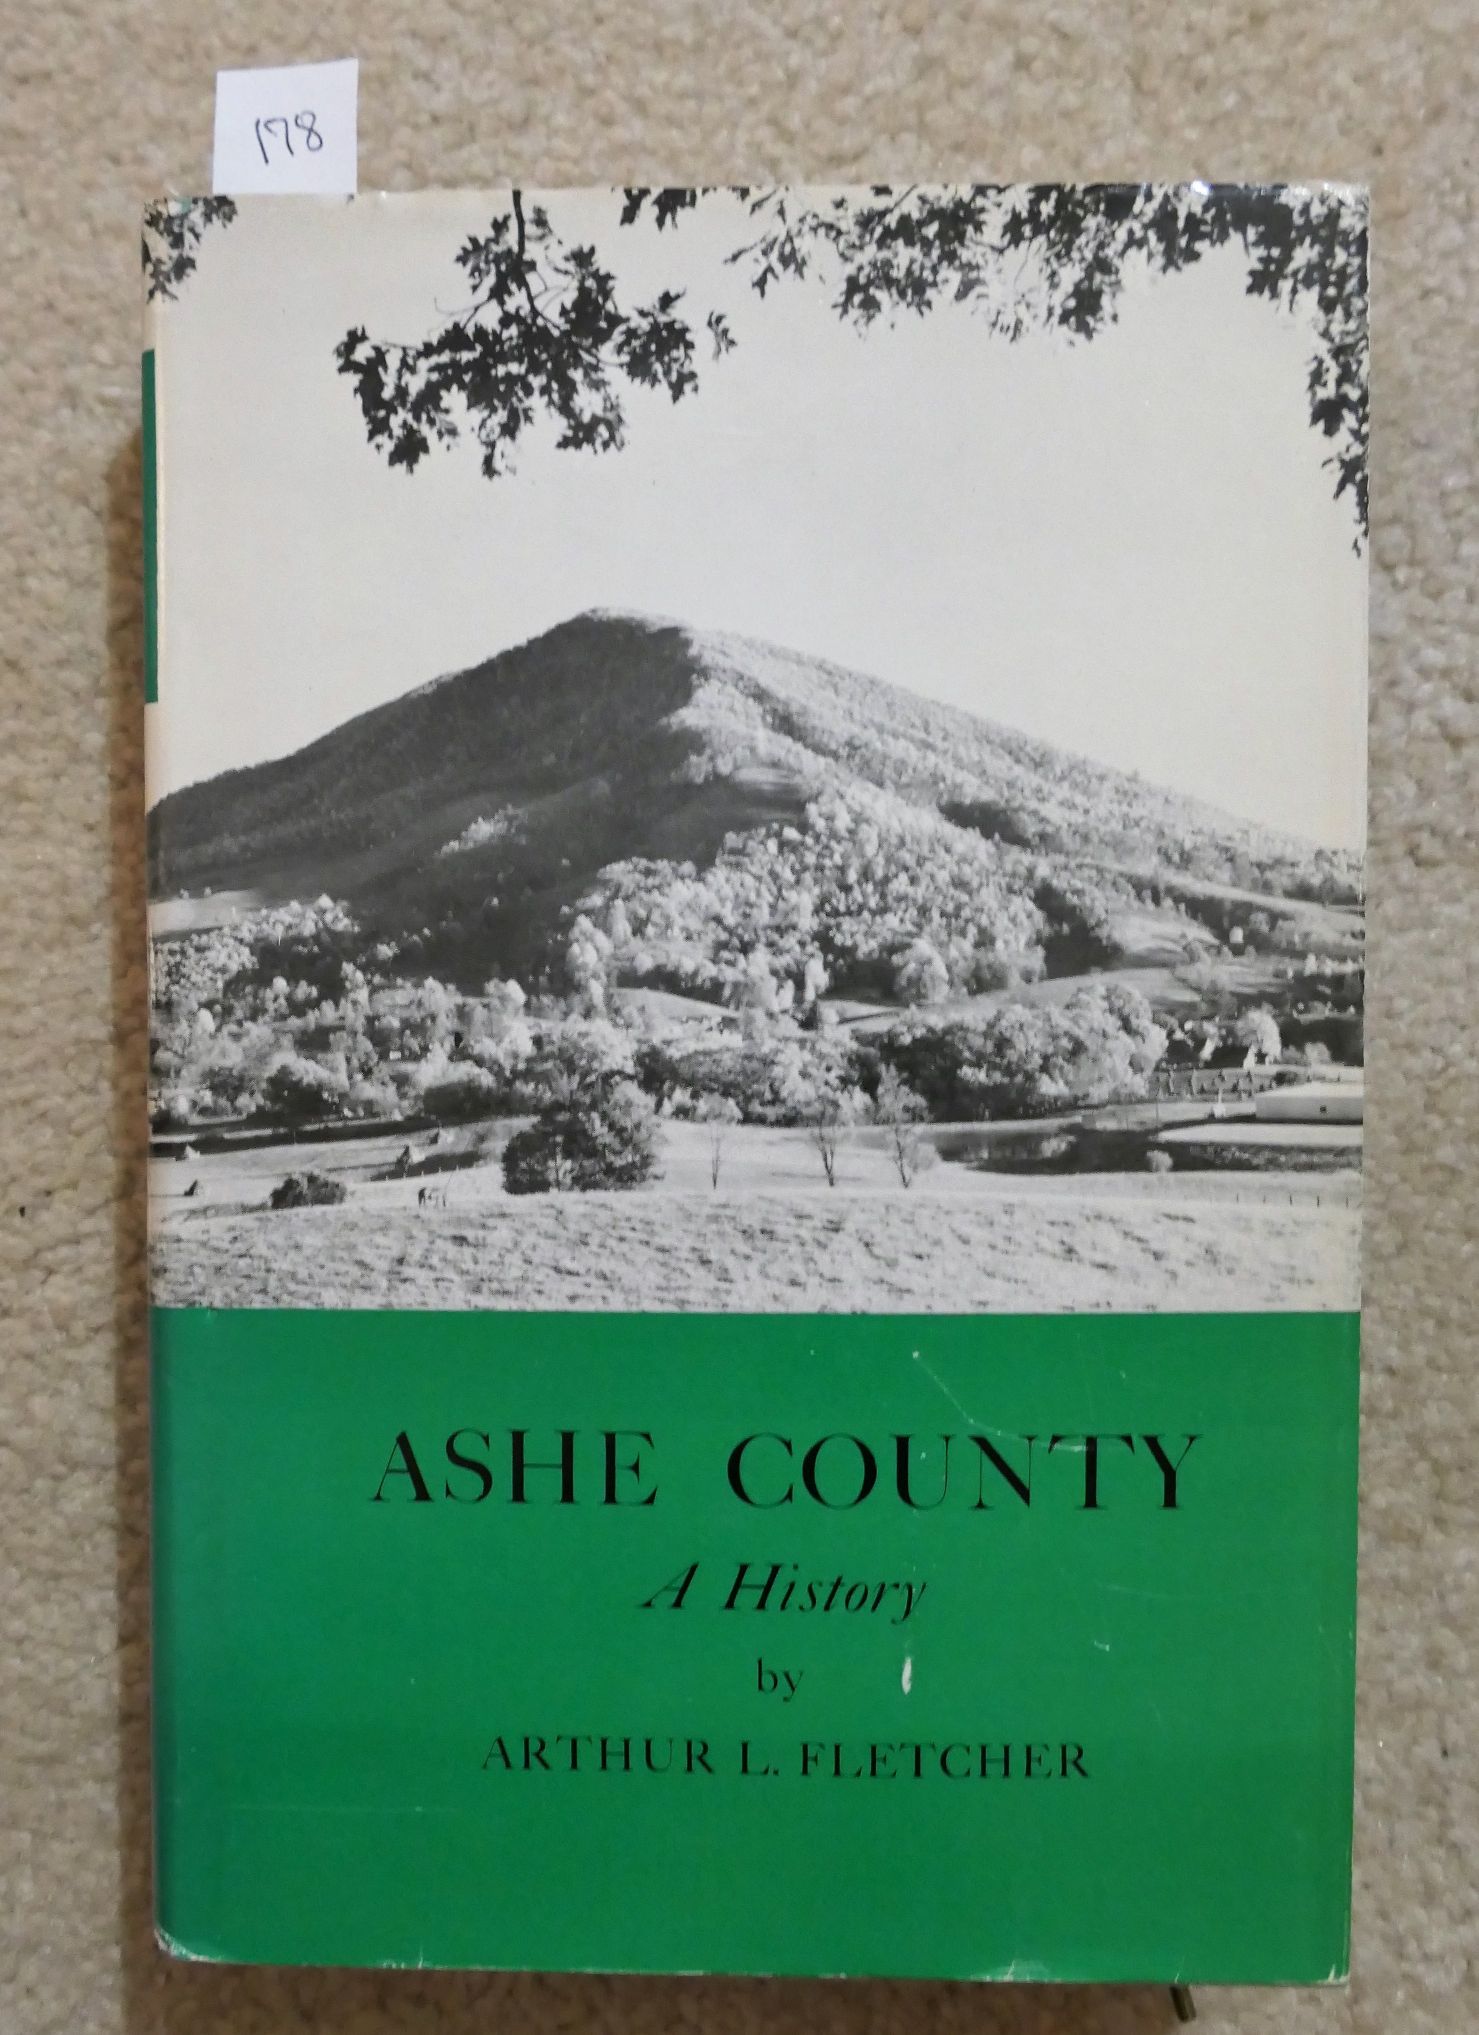 178
ASHE COUNTY
A History
by
ARTHUR L. FLETCHER